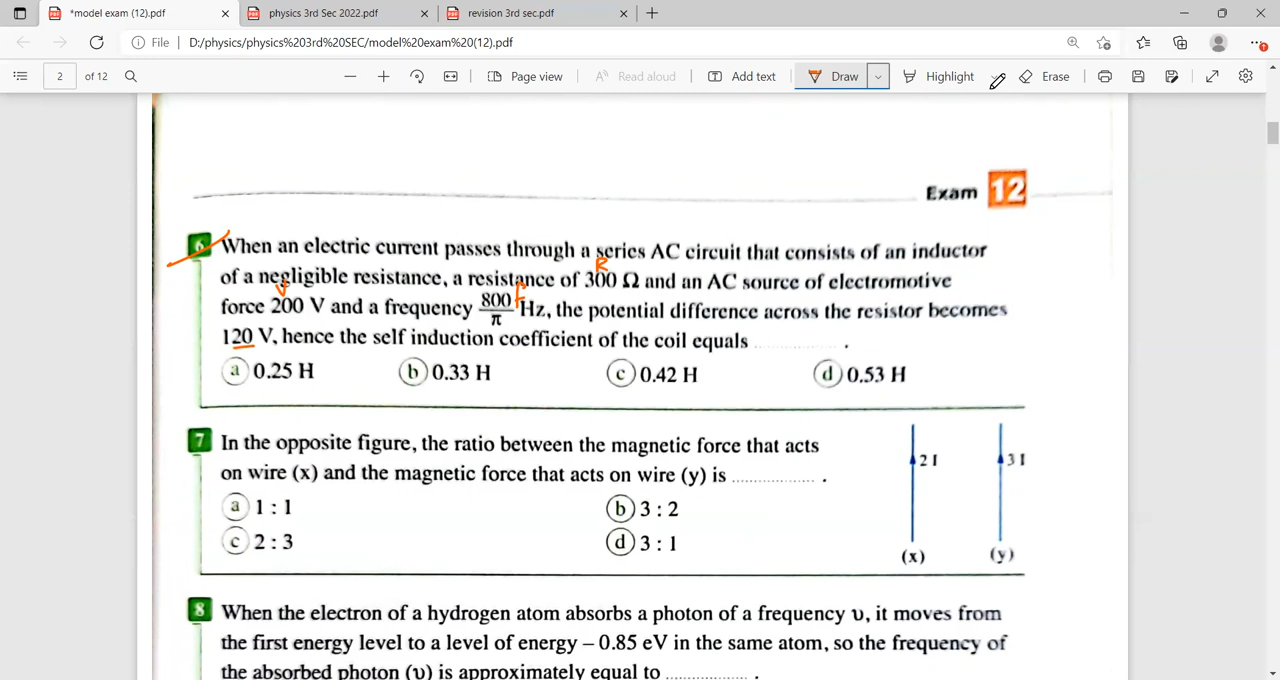 *model exam (12).pdf
physics 3rd Sec 2022.pdf
revision 3rd sec.pdf
File
D:/physics/physics%203rd%20SEC/model%20exam%20(12).pdf
2 of 12
Page view
Read aloud
Add text
Draw
Highlight
Erase
Exam 12
6 When an electric current passes through a series AC circuit that consists of an inductor
R
of a negligible resistance, a resistance of 300 Ω and an AC source of electromotive
V
f
force 200 V and a frequency 800/π Hz, the potential difference across the resistor becomes
120 V, hence the self induction coefficient of the coil equals ............... .
a 0.25 H b 0.33 H c 0.42 H d 0.53 H
7 In the opposite figure, the ratio between the magnetic force that acts
on wire (x) and the magnetic force that acts on wire (y) is ................ .
a 1 : 1 b 3 : 2
c 2 : 3 d 3 : 1
2 I 3 I
(x) (y)
8 When the electron of a hydrogen atom absorbs a photon of a frequency υ, it moves from
the first energy level to a level of energy – 0.85 eV in the same atom, so the frequency of
the absorbed photon (υ) is approximately equal to ................ .